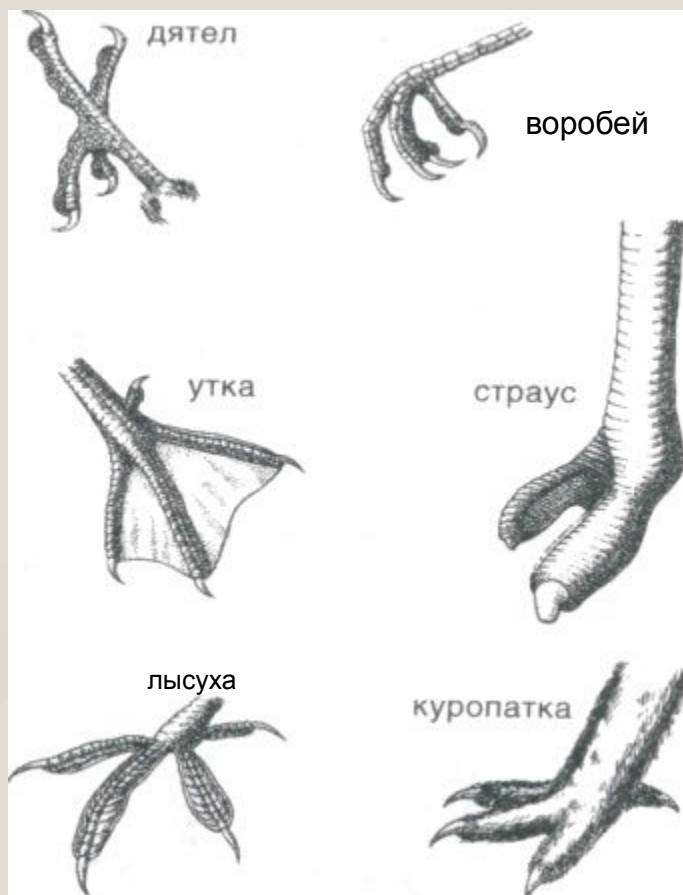 дятел
воробей
утка
страус
лысуха
куропатка